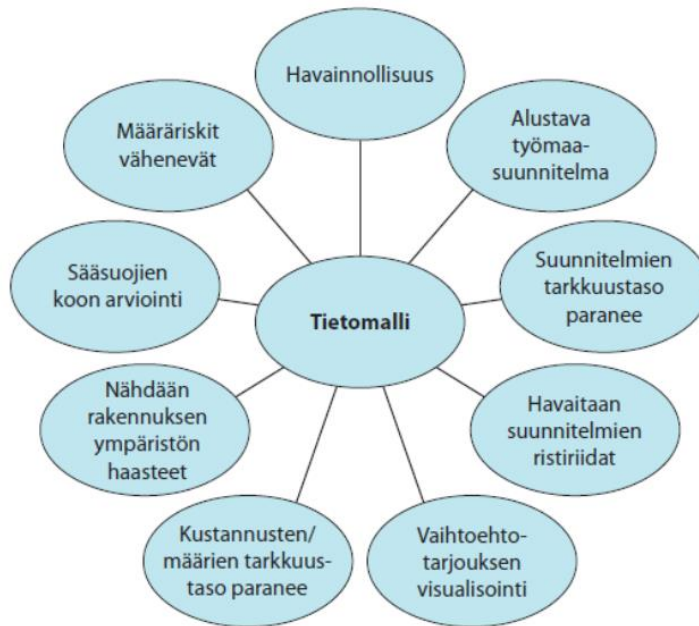 Havainnollisuus
Alustava
työmaa-
suunnitelma
Suunnitelmien
tarkkuustaso
paranee
Havaitaan
suunnitelmien
ristiriidat
Vaihtoehto-
tarjouksen
visualisointi
Kustannusten/
määrien tarkkuus-
taso paranee
Nähdään
rakennuksen
ympäristön
haasteet
Sääsuojien
koon arviointi
Määräriskit
vähenevät
Tietomalli